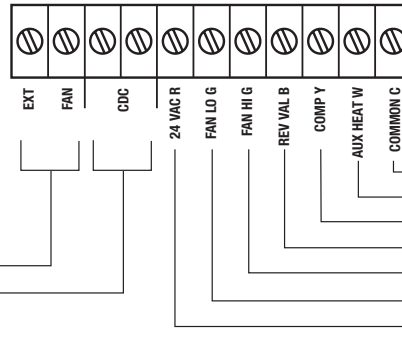 EXT
FAN
CDC
24 VAC R
FAN LO G
FAN HI G
REV VAL B
COMP Y
AUX HEAT W
COMMON C